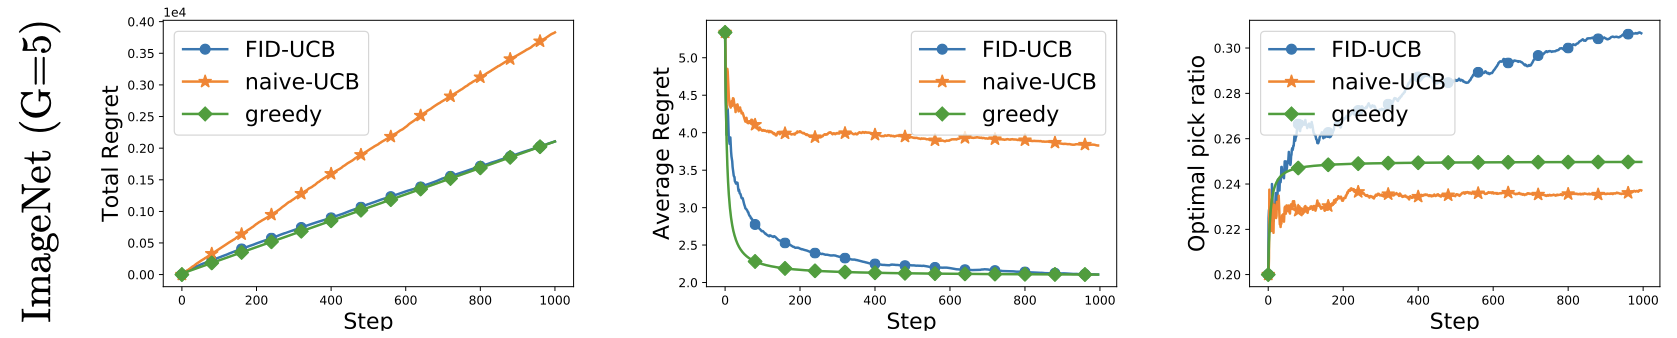 ImageNet (G=5)
1e4
Total Regret
0.40
0.35
0.30
0.25
0.20
0.15
0.10
0.05
0.00
FID-UCB
naive-UCB
greedy
0 200 400 600 800 1000
Step
Average Regret
5.0
4.5
4.0
3.5
3.0
2.5
2.0
FID-UCB
naive-UCB
greedy
0 200 400 600 800 1000
Step
Optimal pick ratio
0.30
0.28
0.26
0.24
0.22
0.20
FID-UCB
naive-UCB
greedy
0 200 400 600 800 1000
Step